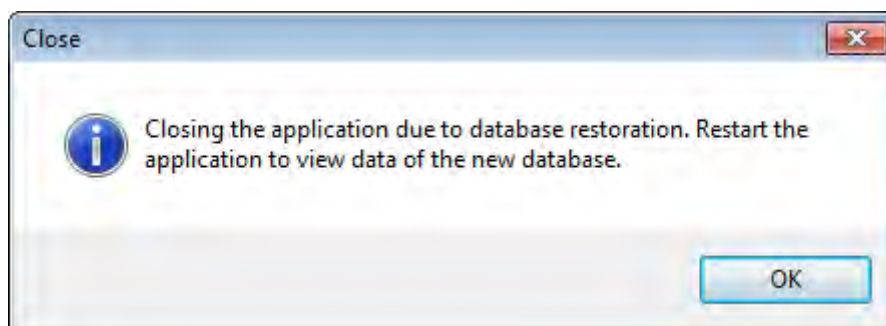 Close
Closing the application due to database restoration. Restart the
application to view data of the new database.
OK